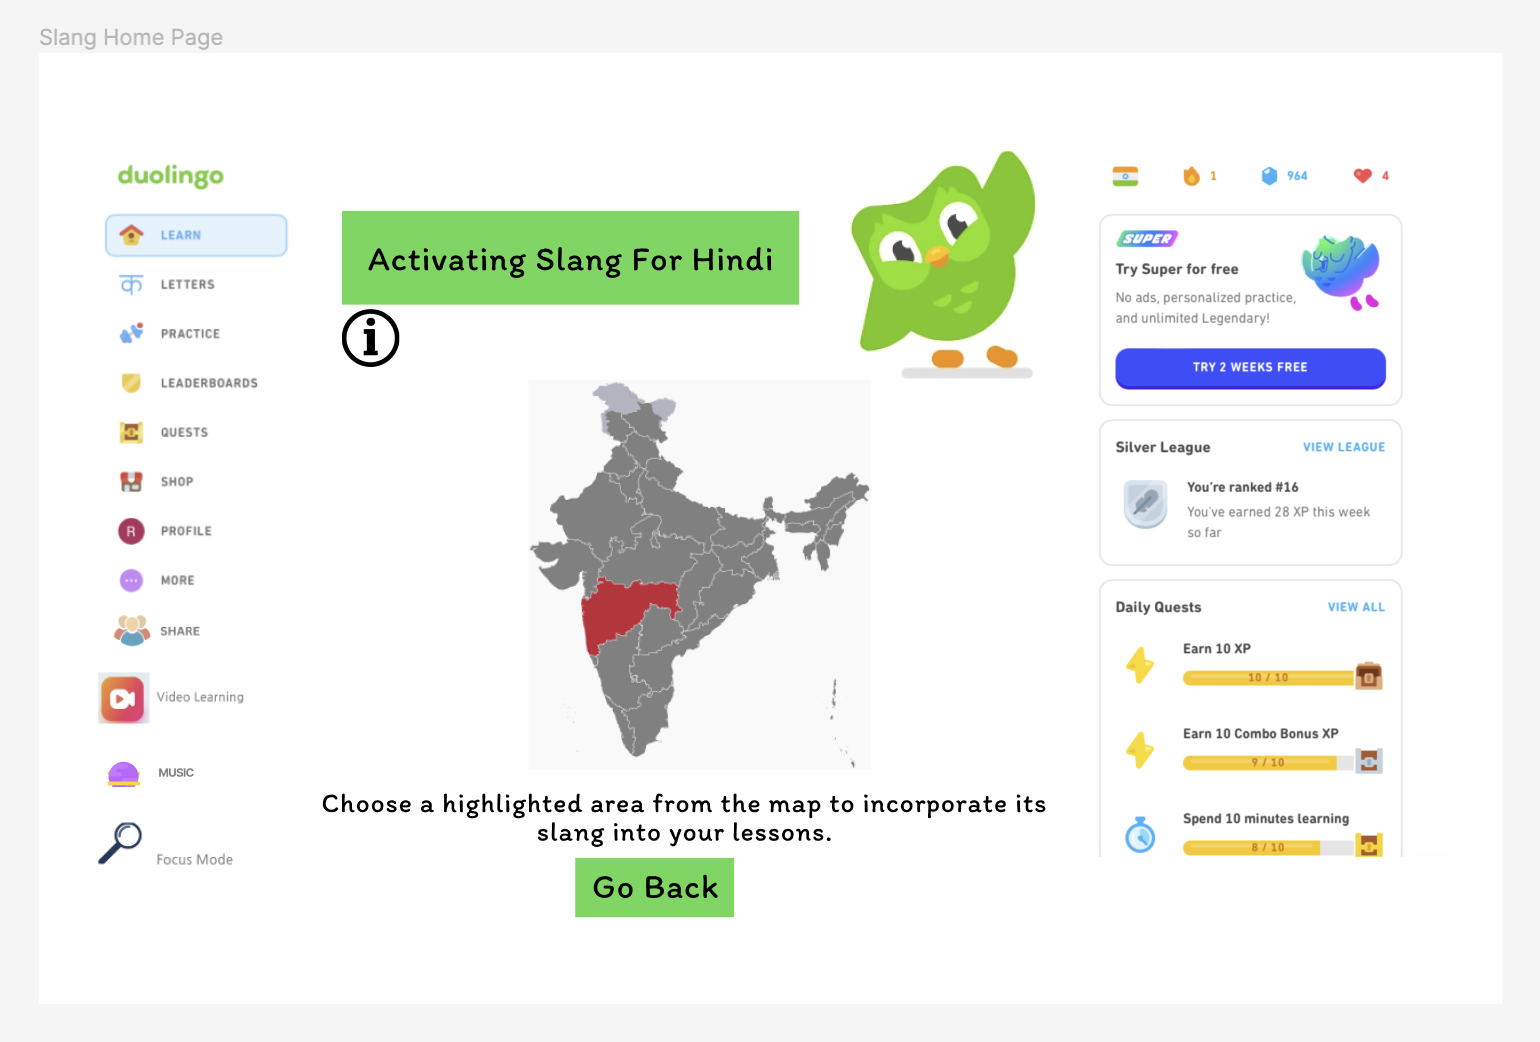 Slang Home Page
duolingo
LEARN
क
LETTERS
PRACTICE
LEADERBOARDS
QUESTS
SHOP
R
PROFILE
MORE
SHARE
Video Learning
MUSIC
Focus Mode
Activating Slang For Hindi
i
Choose a highlighted area from the map to incorporate its
slang into your lessons.
Go Back
1
964
4
SUPER
Try Super for free
No ads, personalized practice,
and unlimited Legendary!
TRY 2 WEEKS FREE
Silver League
VIEW LEAGUE
You're ranked #16
You've earned 28 XP this week
so far
Daily Quests
VIEW ALL
Earn 10 XP
10 / 10
Earn 10 Combo Bonus XP
9 / 10
Spend 10 minutes learning
8 / 10